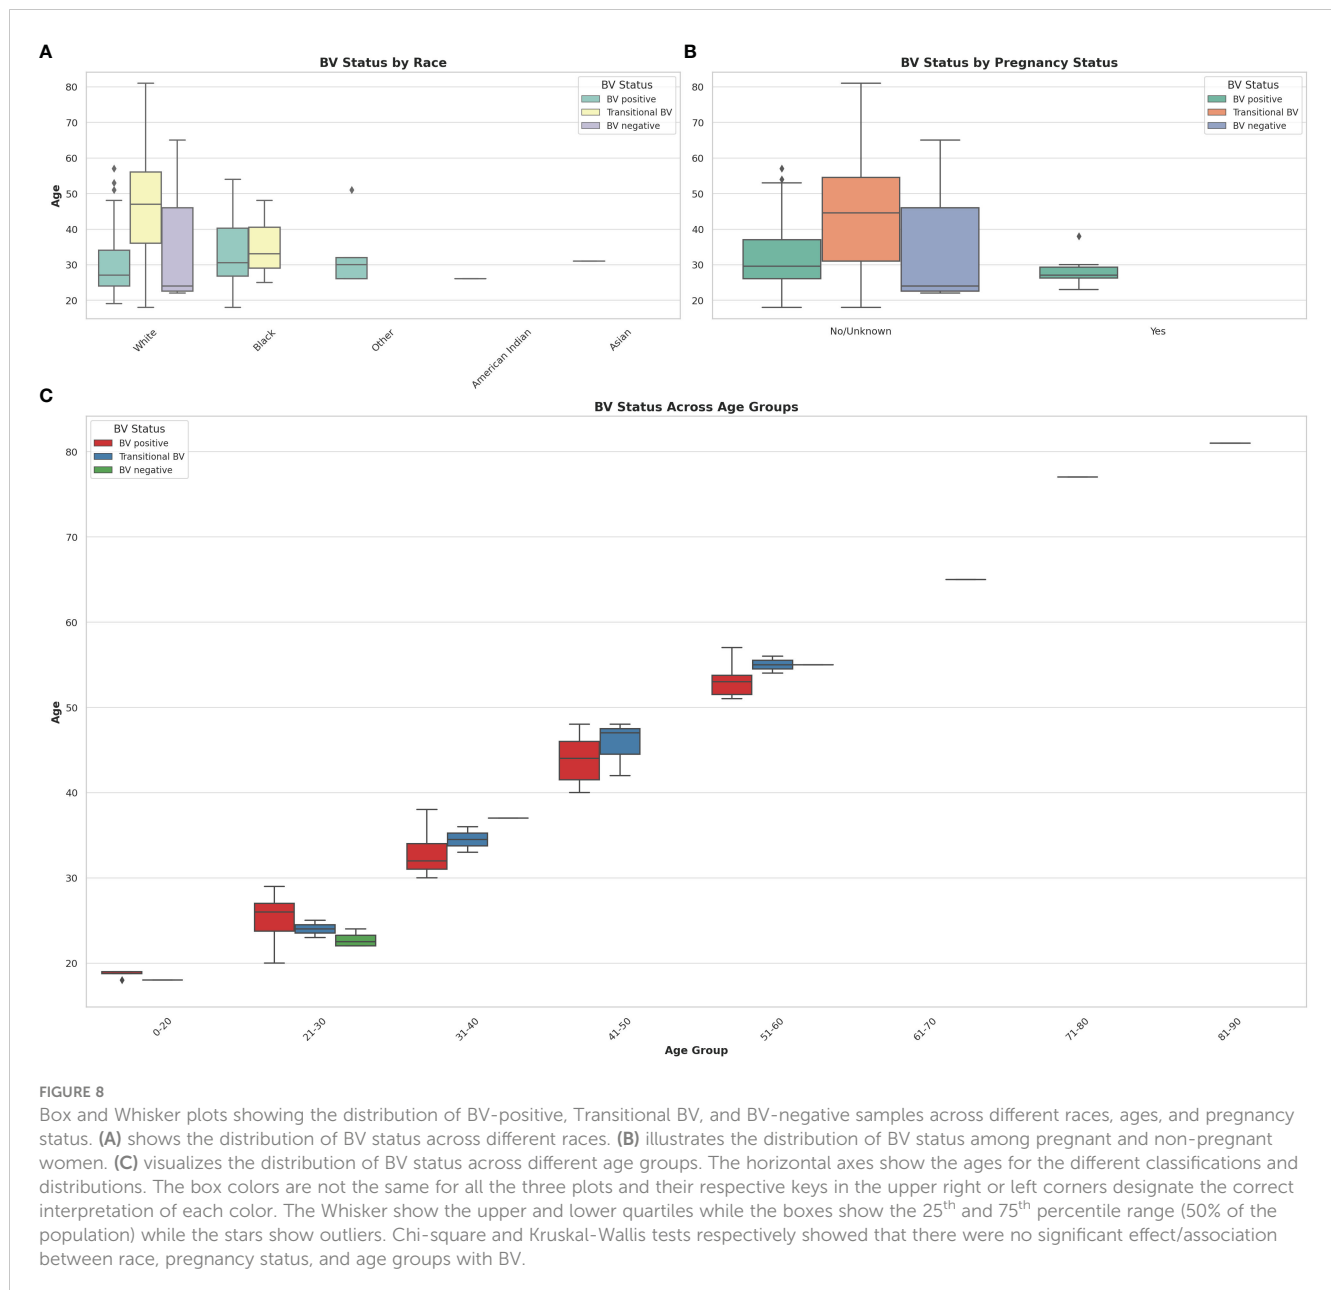 A
BV Status by Race
80
70
60
50
40
30
20
Age
BV Status
BV positive
Transitional BV
BV negative
White
Black
Other
American Indian
Asian
B
BV Status by Pregnancy Status
80
70
60
50
40
30
20
BV Status
BV positive
Transitional BV
BV negative
No/Unknown
Yes
C
BV Status Across Age Groups
BV Status
BV positive
Transitional BV
BV negative
80
70
60
50
40
30
20
Age
0-20
21-30
31-40
41-50
51-60
61-70
71-80
81-90
Age Group
FIGURE 8
Box and Whisker plots showing the distribution of BV-positive, Transitional BV, and BV-negative samples across different races, ages, and pregnancy
status. (A) shows the distribution of BV status across different races. (B) illustrates the distribution of BV status among pregnant and non-pregnant
women. (C) visualizes the distribution of BV status across different age groups. The horizontal axes show the ages for the different classifications and
distributions. The box colors are not the same for all the three plots and their respective keys in the upper right or left corners designate the correct
interpretation of each color. The Whisker show the upper and lower quartiles while the boxes show the 25th and 75th percentile range (50% of the
population) while the stars show outliers. Chi-square and Kruskal-Wallis tests respectively showed that there were no significant effect/association
between race, pregnancy status, and age groups with BV.